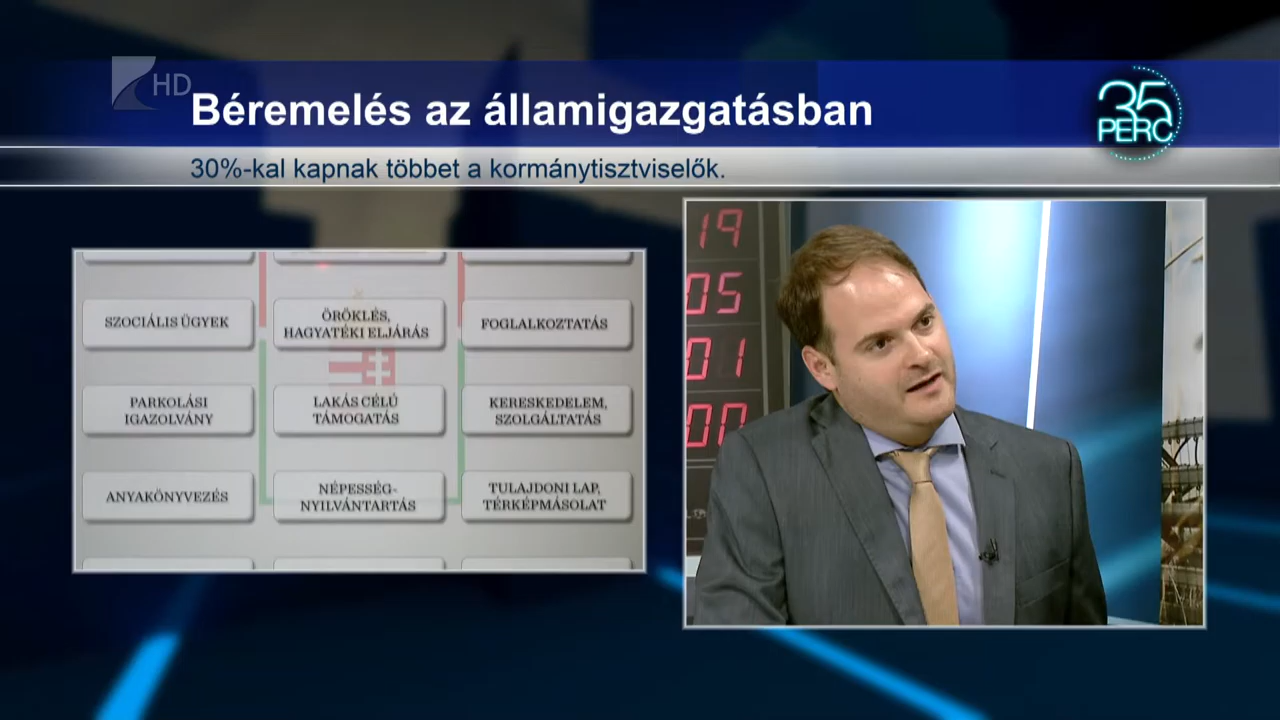 HD
Béremelés az államigazgatásban
35
PERC
30%-kal kapnak többet a kormánytisztviselők.
SZOCIÁLIS ÜGYEK
ÖRÖKLÉS,
HAGYATÉKI ELJÁRÁS
FOGLALKOZTATÁS
PARKOLÁSI
IGAZOLVÁNY
LAKÁS CÉLÚ
TÁMOGATÁS
KERESKEDELEM,
SZOLGÁLTATÁS
ANYAKÖNYVEZÉS
NÉPESSÉG-
NYILVÁNTARTÁS
TULAJDONI LAP,
TÉRKÉPMÁSOLAT
19
05
01
00